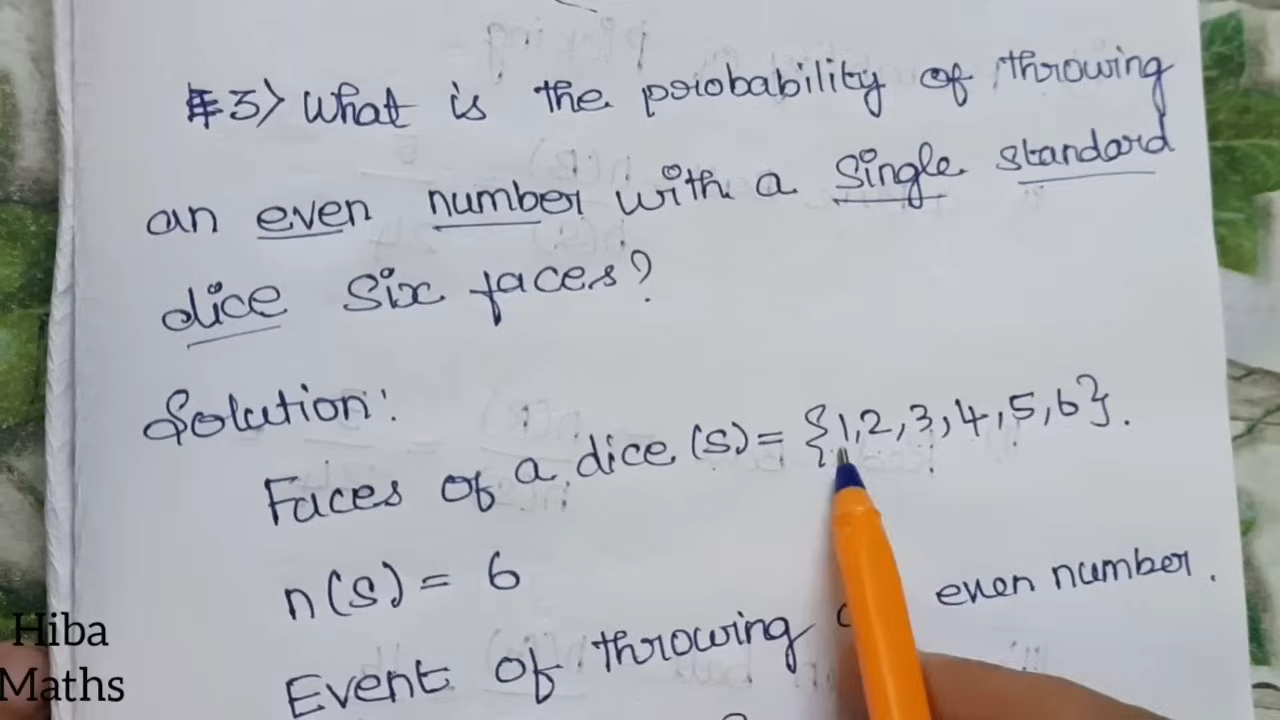 3) What is the probability of throwing
an even number with a single standard
dice six faces?
Solution:
Faces of a dice (S) = {1,2,3,4,5,6}.
n(S) = 6
Event of throwing even number.
Hiba
Maths